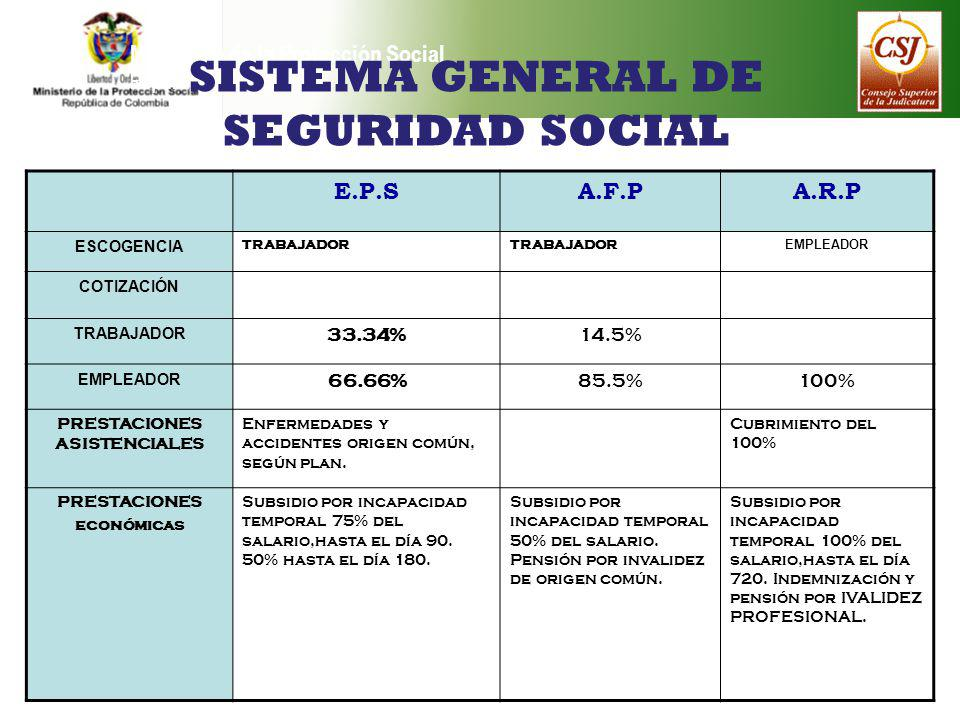 de la Protección Social
Libertad y Orden
Ministerio de la Protección Social
República de Colombia
CSJ
Consejo Superior
de la Judicatura
SISTEMA GENERAL DE
SEGURIDAD SOCIAL
E.P.S A.F.P A.R.P
ESCOGENCIA TRABAJADOR TRABAJADOR EMPLEADOR
COTIZACIÓN
TRABAJADOR 33.34% 14.5%
EMPLEADOR 66.66% 85.5% 100%
PRESTACIONES
ASISTENCIALES
Enfermedades y
accidentes origen común,
según plan.
Cubrimiento del
100%
PRESTACIONES
económicas
Subsidio por incapacidad
temporal 75% del
salario,hasta el día 90.
50% hasta el día 180.
Subsidio por
incapacidad temporal
50% del salario.
Pensión por invalidez
de origen común.
Subsidio por
incapacidad
temporal 100% del
salario,hasta el día
720. Indemnización y
pensión por IVALIDEZ
PROFESIONAL.